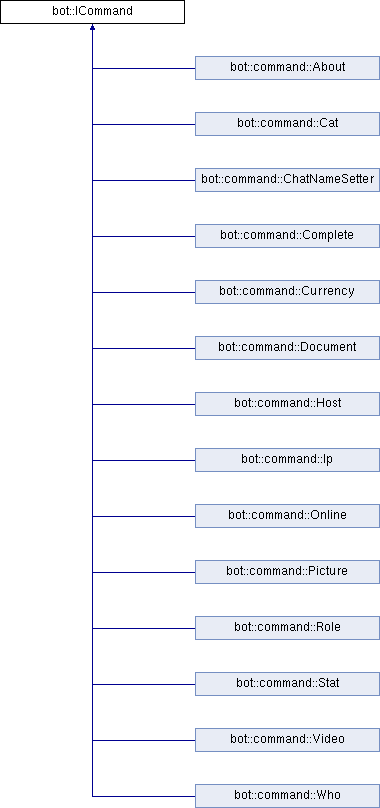 bot::ICommand
bot::command::About
bot::command::Cat
bot::command::ChatNameSetter
bot::command::Complete
bot::command::Currency
bot::command::Document
bot::command::Host
bot::command::Ip
bot::command::Online
bot::command::Picture
bot::command::Role
bot::command::Stat
bot::command::Video
bot::command::Who